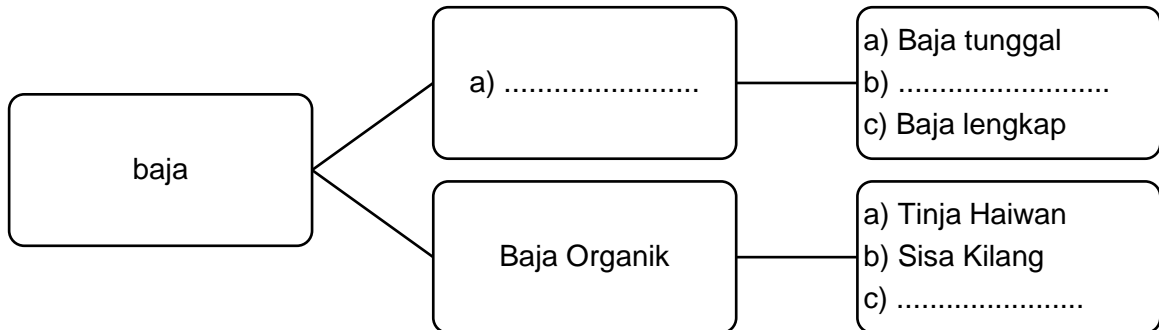 baja
a) ........................
a) Baja tunggal
b) ..........................
c) Baja lengkap
Baja Organik
a) Tinja Haiwan
b) Sisa Kilang
c) .......................